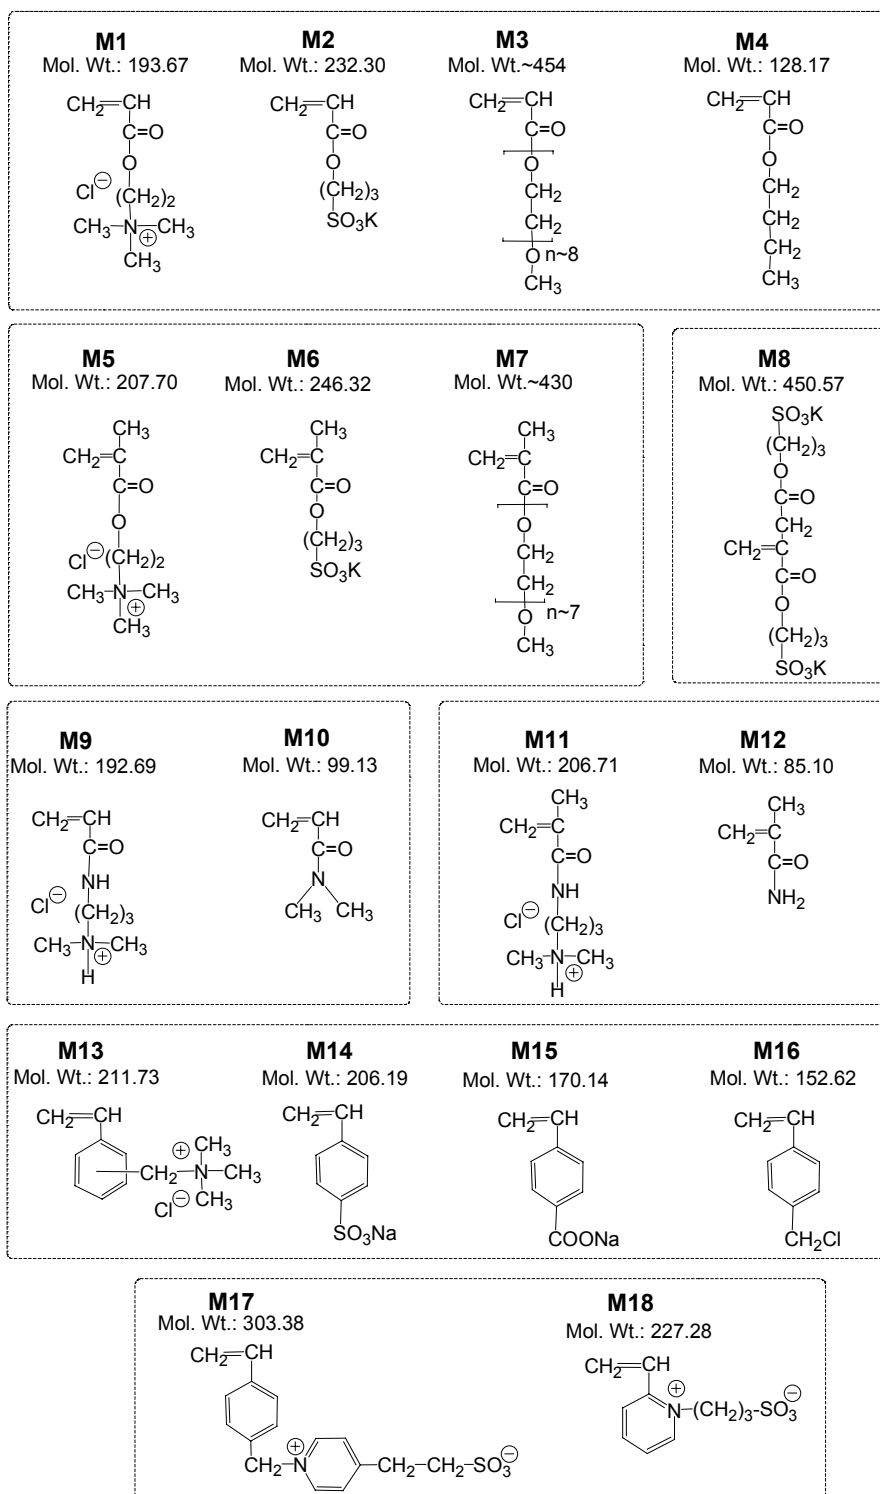 M1 M2 M3 M4
Mol. Wt.: 193.67 Mol. Wt.: 232.30 Mol. Wt.~454 Mol. Wt.: 128.17
CH2=CH CH2=CH CH2=CH CH2=CH
C=O C=O C=O C=O
O O O O
Cl⊖ (CH2)2 (CH2)3 CH2 CH2
CH3 N CH3 ⊕ SO3K CH2 CH2
CH3 O n~8 CH2
CH3 CH3
M5 M6 M7 M8
Mol. Wt.: 207.70 Mol. Wt.: 246.32 Mol. Wt.~430 Mol. Wt.: 450.57
SO3K
CH3 CH3 CH3 (CH2)3
CH2=C CH2=C CH2=C O
C=O C=O C=O C=O
O O O CH2
Cl⊖ (CH2)2 (CH2)3 CH2 CH2=C
CH3 N CH3 ⊕ SO3K CH2 C=O
CH3 O n~7 O
CH3 (CH2)3
SO3K
M9 M10 M11 M12
Mol. Wt.: 192.69 Mol. Wt.: 99.13 Mol. Wt.: 206.71 Mol. Wt.: 85.10
CH3 CH3
CH2=CH CH2=CH CH2=C CH2=C
C=O C=O C=O C=O
NH N NH NH2
Cl⊖ (CH2)3 CH3 CH3 Cl⊖ (CH2)3
CH3 N CH3 ⊕ CH3 N CH3 ⊕
H H
M13 M14 M15 M16
Mol. Wt.: 211.73 Mol. Wt.: 206.19 Mol. Wt.: 170.14 Mol. Wt.: 152.62
CH2=CH CH2=CH CH2=CH CH2=CH
⊕ CH3
CH2 N CH3
Cl⊖ CH3
SO3Na COONa CH2Cl
M17 M18
Mol. Wt.: 303.38 Mol. Wt.: 227.28
CH2=CH CH2=CH
⊕ N-(CH2)3-SO3 ⊖
CH2-N ⊕ CH2-CH2-SO3 ⊖